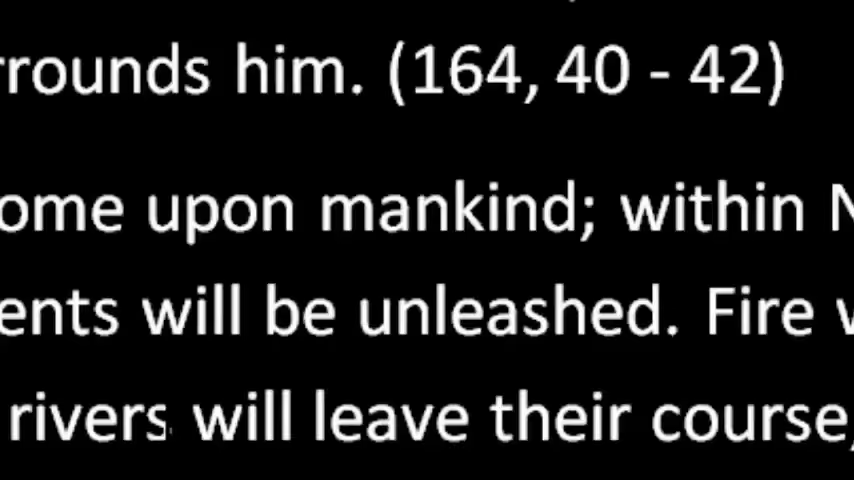 rrounds him. (164, 40 - 42)
ome upon mankind; within N
ents will be unleashed. Fire w
rivers will leave their course,